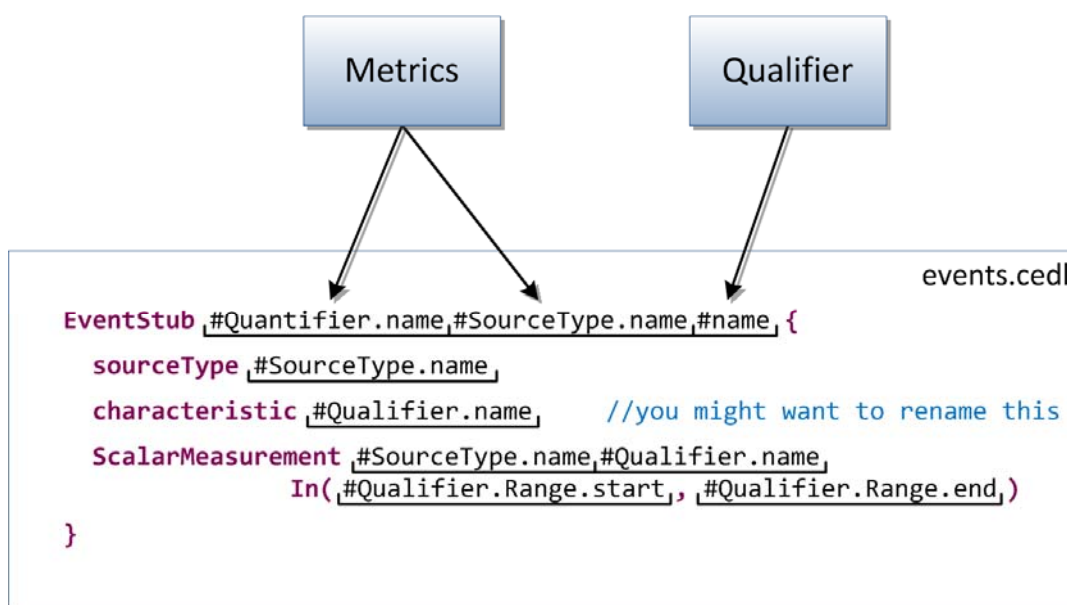 Metrics
Qualifier
events.cedl
EventStub #Quantifier.name #SourceType.name #name {
sourceType #SourceType.name
characteristic #Qualifier.name //you might want to rename this
ScalarMeasurement #SourceType.name #Qualifier.name
In( #Qualifier.Range.start , #Qualifier.Range.end )
}